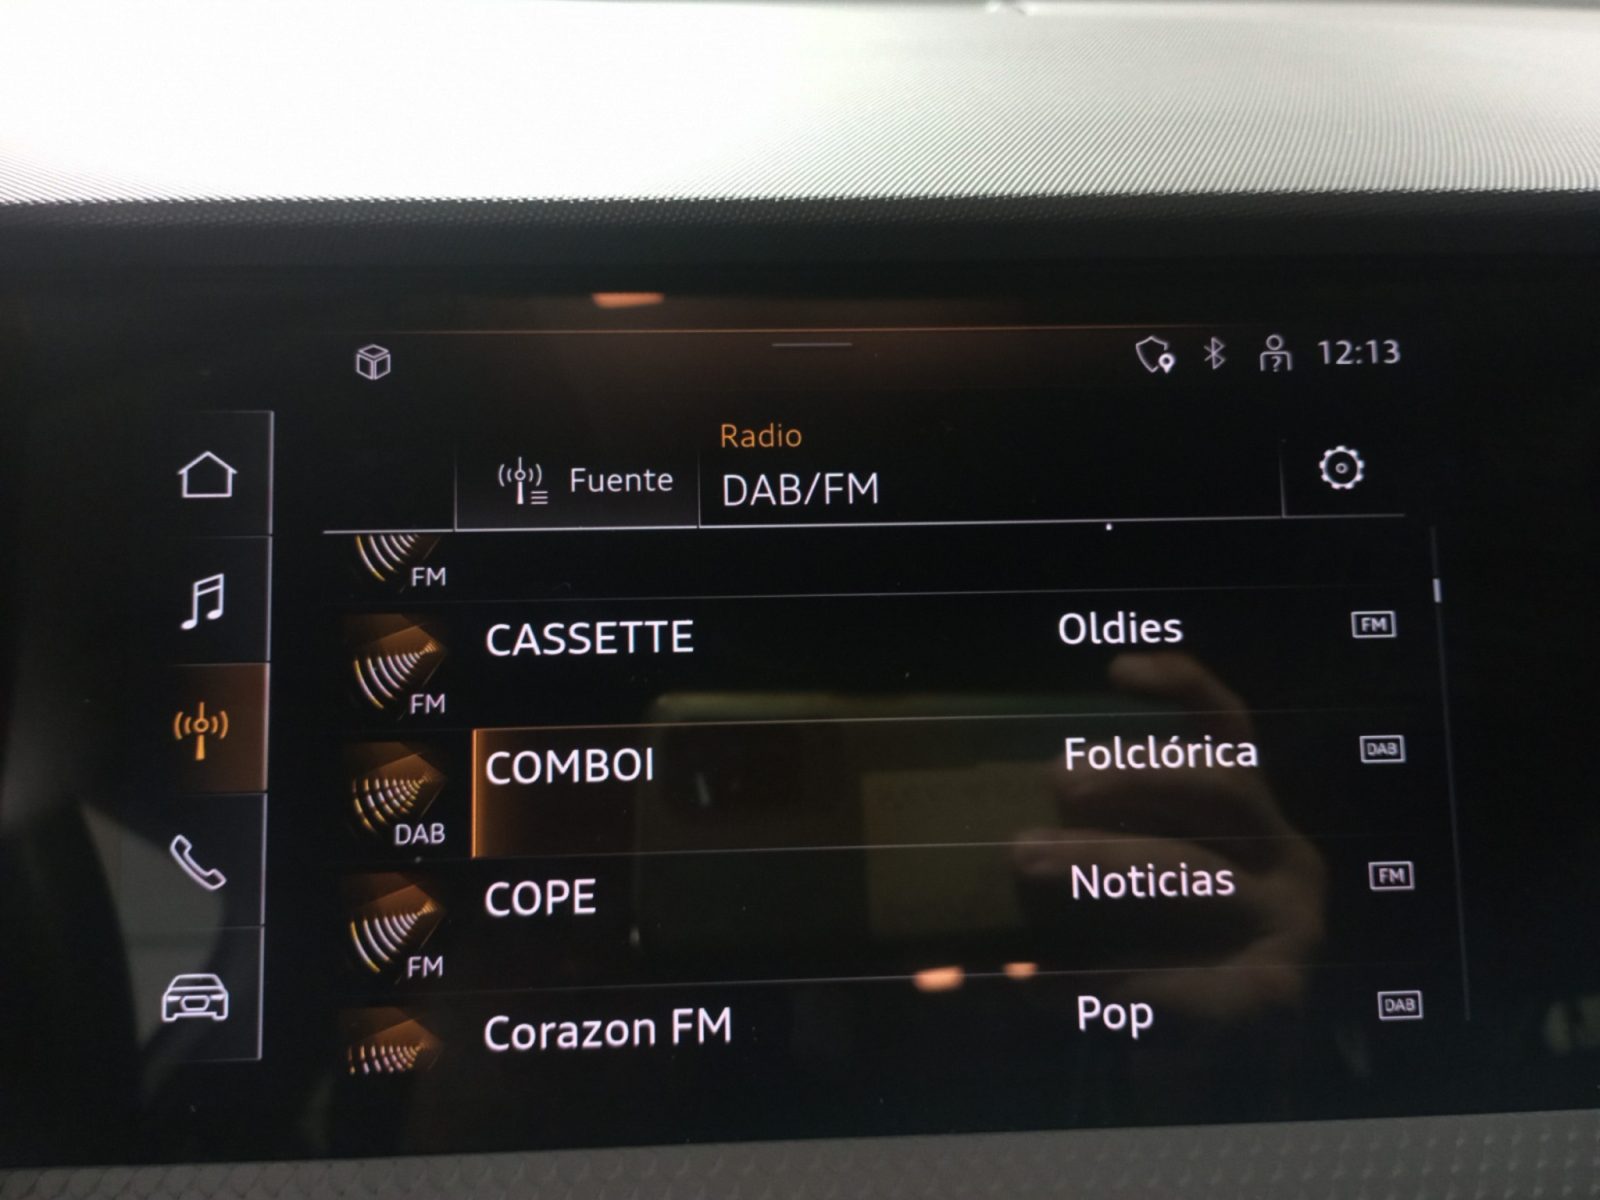 12:13
Radio
Fuente DAB/FM
FM
CASSETTE Oldies FM
FM
COMBOI Folclórica DAB
DAB
COPE Noticias FM
FM
Corazon FM Pop DAB